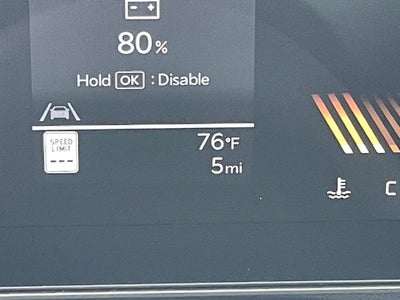 80%
Hold OK : Disable
SPEED
LIMIT
---
76°F
5mi
C